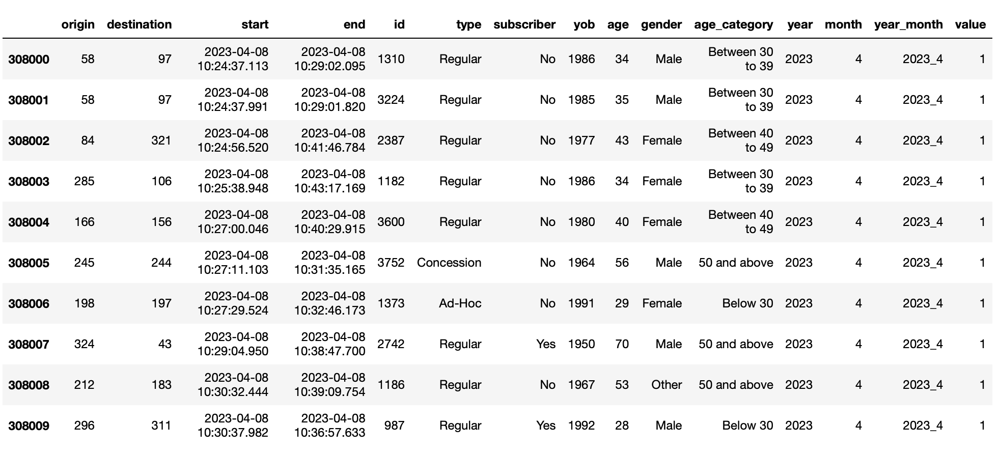 origin destination start end id type subscriber yob age gender age_category year month year_month value
308000 58 97 2023-04-08 10:24:37.113 2023-04-08 10:29:02.095 1310 Regular No 1986 34 Male Between 30 to 39 2023 4 2023_4 1
308001 58 97 2023-04-08 10:24:37.991 2023-04-08 10:29:01.820 3224 Regular No 1985 35 Male Between 30 to 39 2023 4 2023_4 1
308002 84 321 2023-04-08 10:24:56.520 2023-04-08 10:41:46.784 2387 Regular No 1977 43 Female Between 40 to 49 2023 4 2023_4 1
308003 285 106 2023-04-08 10:25:38.948 2023-04-08 10:43:17.169 1182 Regular No 1986 34 Female Between 30 to 39 2023 4 2023_4 1
308004 166 156 2023-04-08 10:27:00.046 2023-04-08 10:40:29.915 3600 Regular No 1980 40 Female Between 40 to 49 2023 4 2023_4 1
308005 245 244 2023-04-08 10:27:11.103 2023-04-08 10:31:35.165 3752 Concession No 1964 56 Male 50 and above 2023 4 2023_4 1
308006 198 197 2023-04-08 10:27:29.524 2023-04-08 10:32:46.173 1373 Ad-Hoc No 1991 29 Female Below 30 2023 4 2023_4 1
308007 324 43 2023-04-08 10:29:04.950 2023-04-08 10:38:47.700 2742 Regular Yes 1950 70 Male 50 and above 2023 4 2023_4 1
308008 212 183 2023-04-08 10:30:32.444 2023-04-08 10:39:09.754 1186 Regular No 1967 53 Other 50 and above 2023 4 2023_4 1
308009 296 311 2023-04-08 10:30:37.982 2023-04-08 10:36:57.633 987 Regular Yes 1992 28 Male Below 30 2023 4 2023_4 1